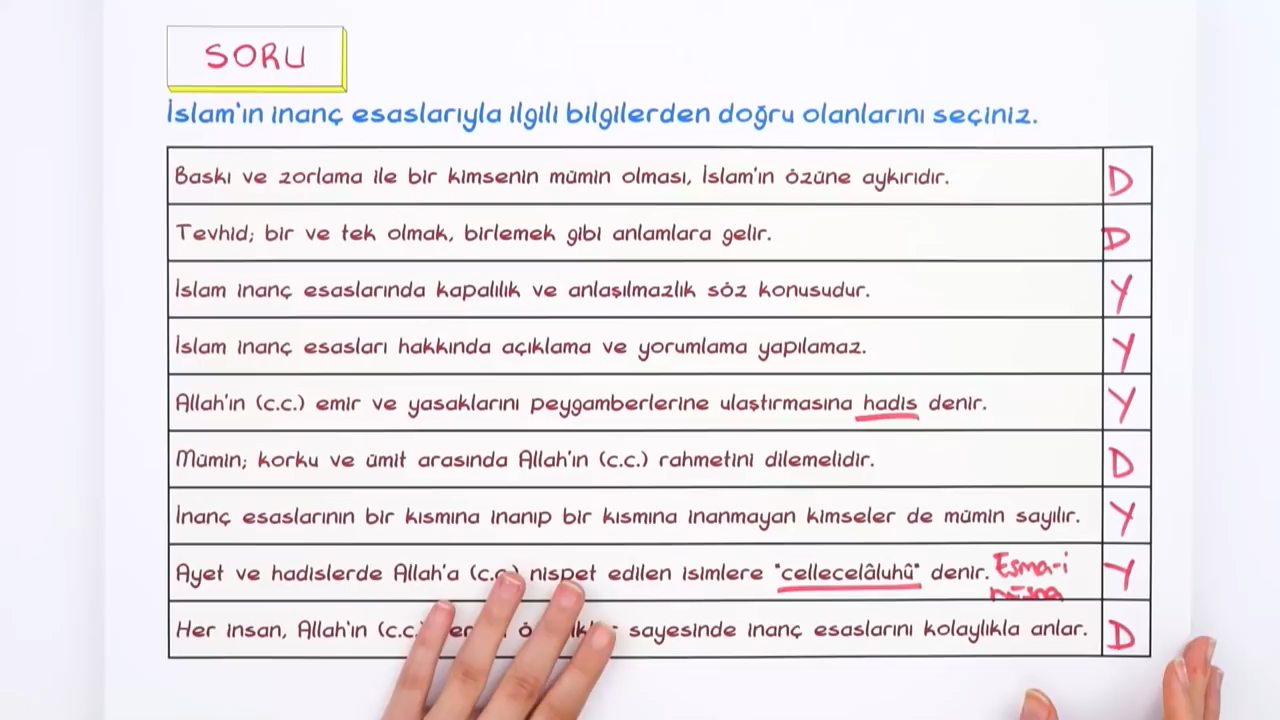 SORU
İslam'ın inanç esaslarıyla ilgili bilgilerden doğru olanlarını seçiniz.
Baskı ve zorlama ile bir kimsenin mümin olması, İslam'ın özüne aykırıdır. D
Tevhid; bir ve tek olmak, birlemek gibi anlamlara gelir. D
İslam inanç esaslarında kapalılık ve anlaşılmazlık söz konusudur. Y
İslam inanç esasları hakkında açıklama ve yorumlama yapılamaz. Y
Allah'ın (c.c.) emir ve yasaklarını peygamberlerine ulaştırmasına hadis denir. Y
Mümin; korku ve ümit arasında Allah'ın (c.c.) rahmetini dilemelidir. D
İnanç esaslarının bir kısmına inanıp bir kısmına inanmayan kimseler de mümin sayılır. Y
Ayet ve hadislerde Allah'a (c.c.) nispet edilen isimlere "cellecelâluhû" denir. Esma-i Y
hüsna
Her insan, Allah'ın (c.c. sayesinde inanç esaslarını kolaylıkla anlar. D